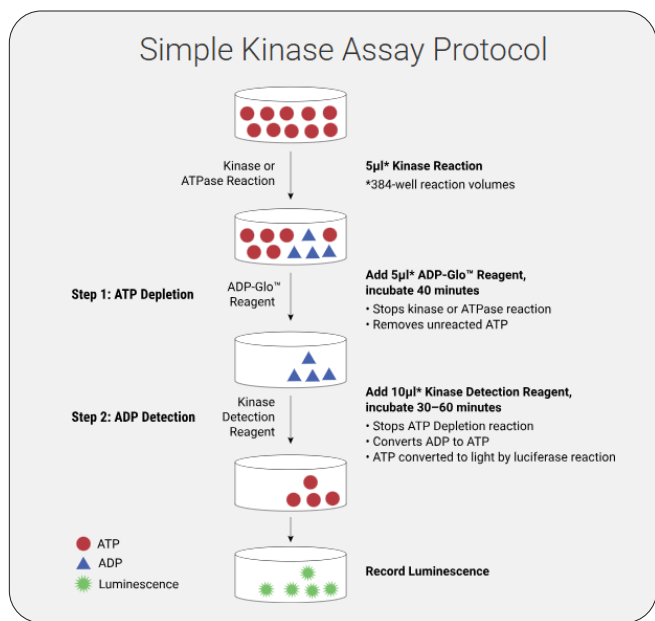 Simple Kinase Assay Protocol
Kinase or
ATPase Reaction
5µl* Kinase Reaction
*384-well reaction volumes
Step 1: ATP Depletion
ADP-Glo™
Reagent
Add 5µl* ADP-Glo™ Reagent,
incubate 40 minutes
• Stops kinase or ATPase reaction
• Removes unreacted ATP
Step 2: ADP Detection
Kinase
Detection
Reagent
Add 10µl* Kinase Detection Reagent,
incubate 30–60 minutes
• Stops ATP Depletion reaction
• Converts ADP to ATP
• ATP converted to light by luciferase reaction
ATP
ADP
Luminescence
Record Luminescence